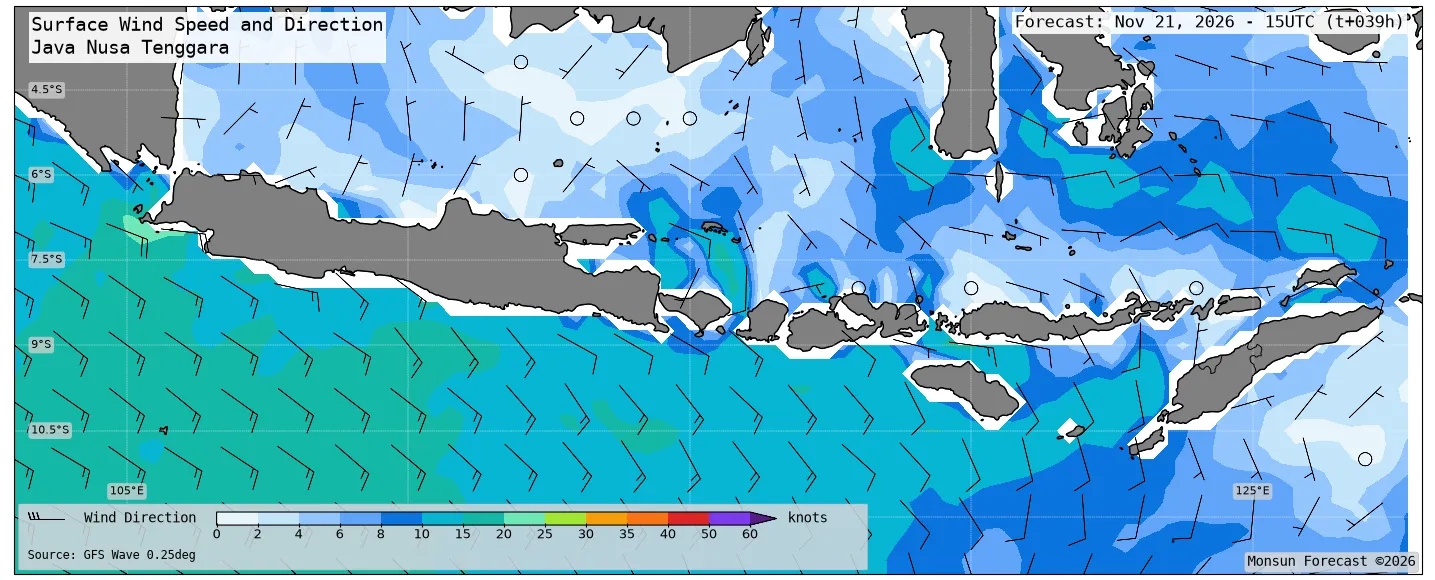 Surface Wind Speed and Direction
Java Nusa Tenggara
Forecast: Nov 21, 2026 - 15UTC (t+039h)
4.5°S
6°S
7.5°S
9°S
10.5°S
105°E
125°E
Wind Direction
0 2 4 6 8 10 15 20 25 30 35 40 50 60
knots
Source: GFS Wave 0.25deg
Monsun Forecast ©2026